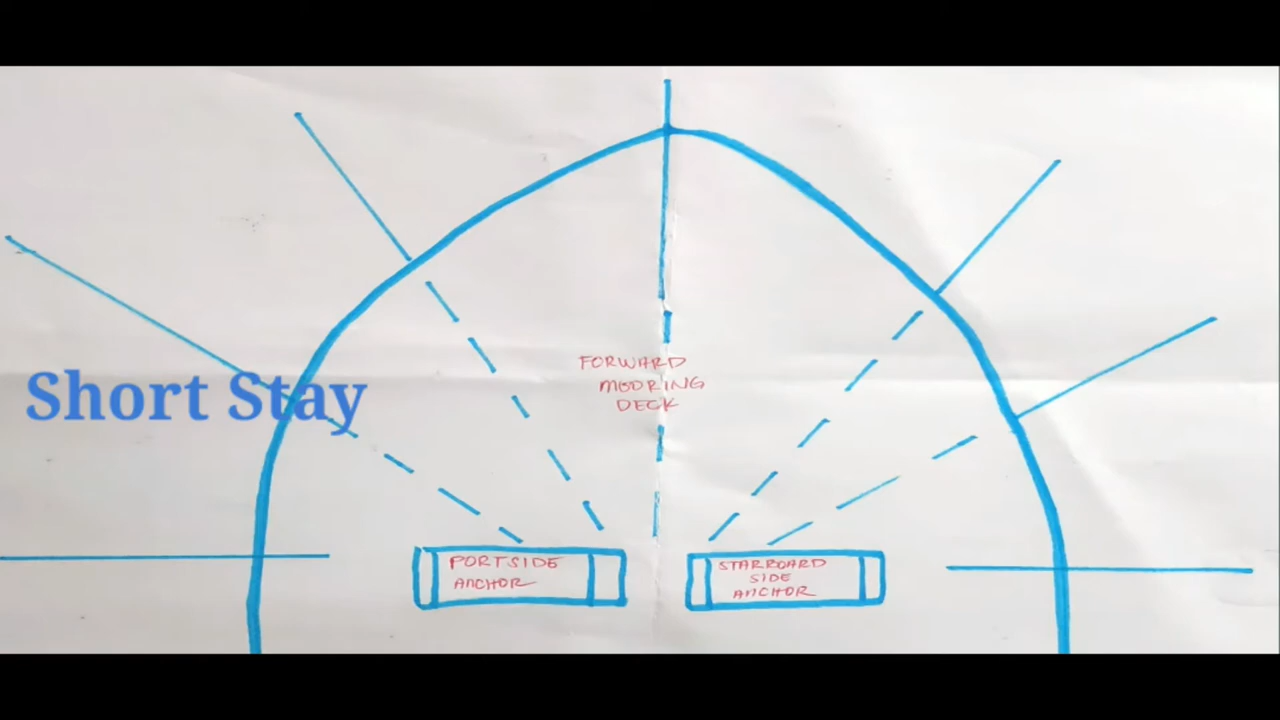 FORWARD
MOORING
DECK
Short Stay
PORTSIDE
ANCHOR
STARBOARD
SIDE
ANCHOR